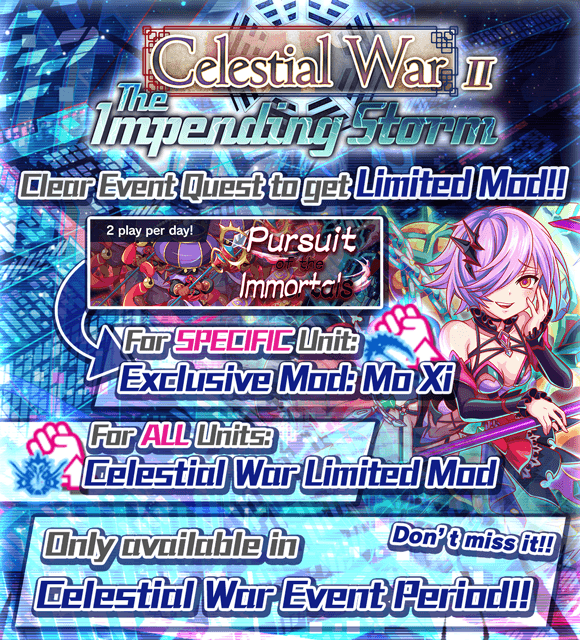 Celestial War II
The
Impending Storm
Clear Event Quest to get Limited Mod!!
2 play per day!
Pursuit
of the
Immortals
For SPECIFIC Unit:
Exclusive Mod: Mo Xi
For ALL Units:
Celestial War Limited Mod
Only available in
Don't miss it!!
Celestial War Event Period!!